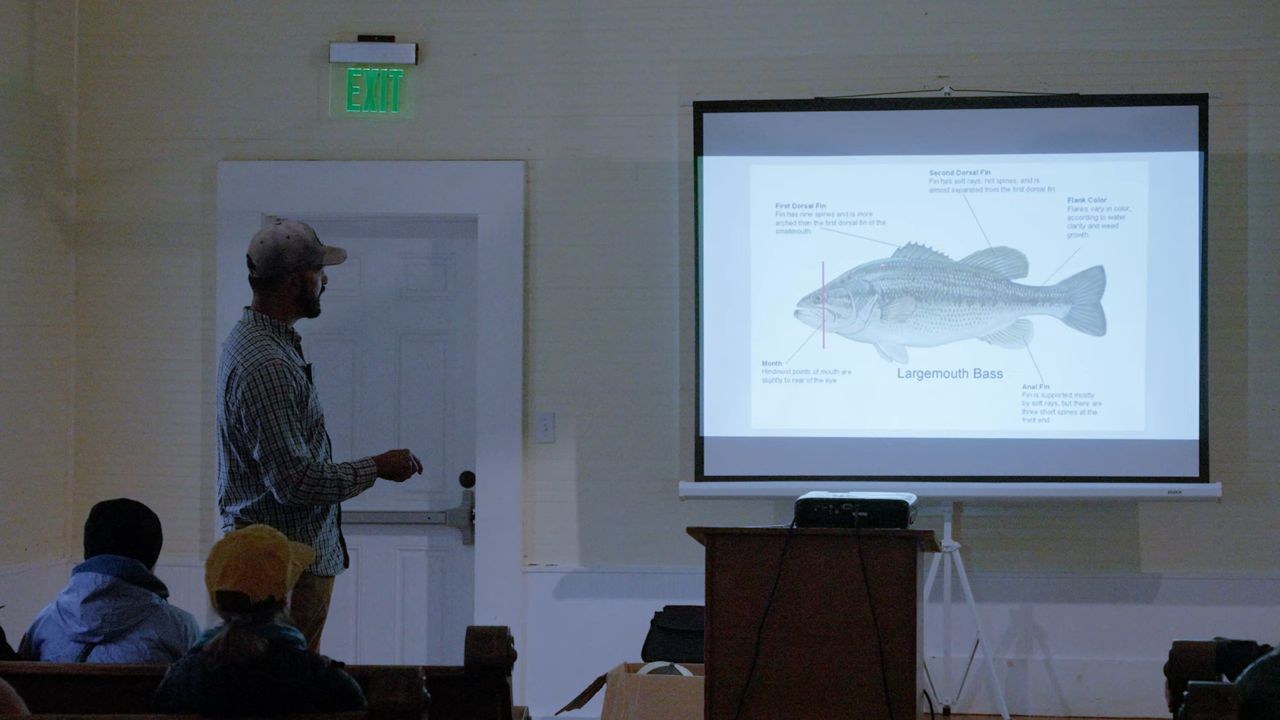 EXIT
Second Dorsal Fin
Fin has soft rays, not spines, and is
almost separated from the first dorsal fin.
First Dorsal Fin
Fin has nine spines and is more
arched than the first dorsal fin of the
smallmouth.
Flank Color
Flanks vary in color,
according to water
clarity and weed
growth.
Mouth
Hindmost points of mouth are
slightly to rear of the eye
Largemouth Bass
Anal Fin
Fin is supported mostly
by soft rays, but there are
three short spines at the
front end